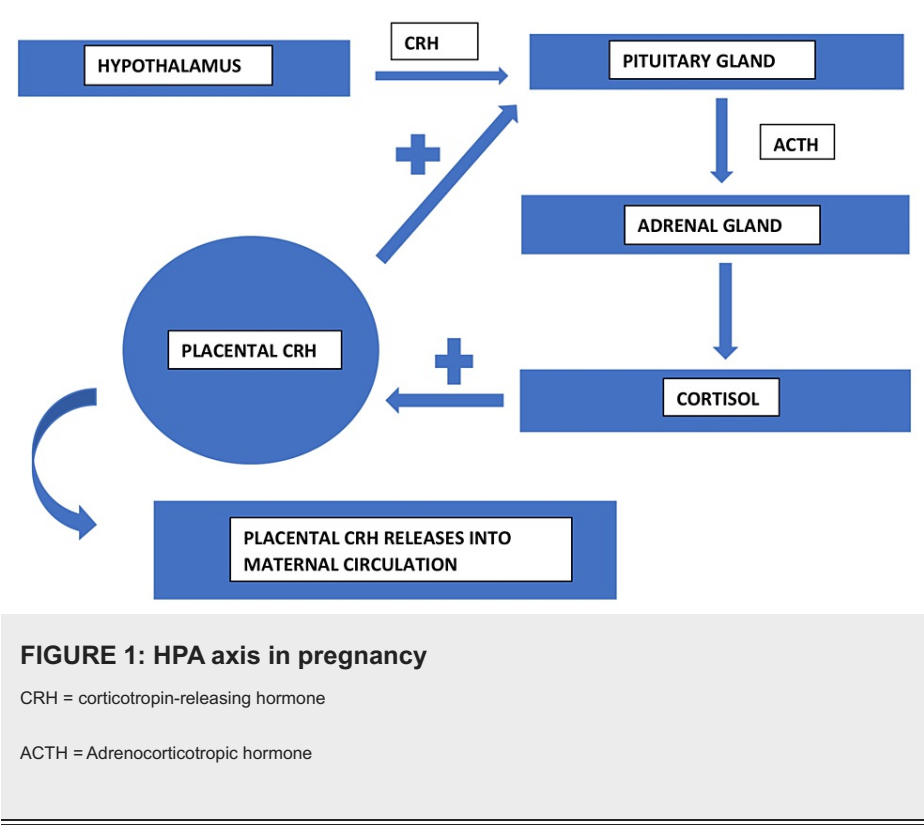 CRH
HYPOTHALAMUS
PITUITARY GLAND
ACTH
ADRENAL GLAND
PLACENTAL CRH
CORTISOL
PLACENTAL CRH RELEASES INTO
MATERNAL CIRCULATION
FIGURE 1: HPA axis in pregnancy
CRH = corticotropin-releasing hormone
ACTH = Adrenocorticotropic hormone